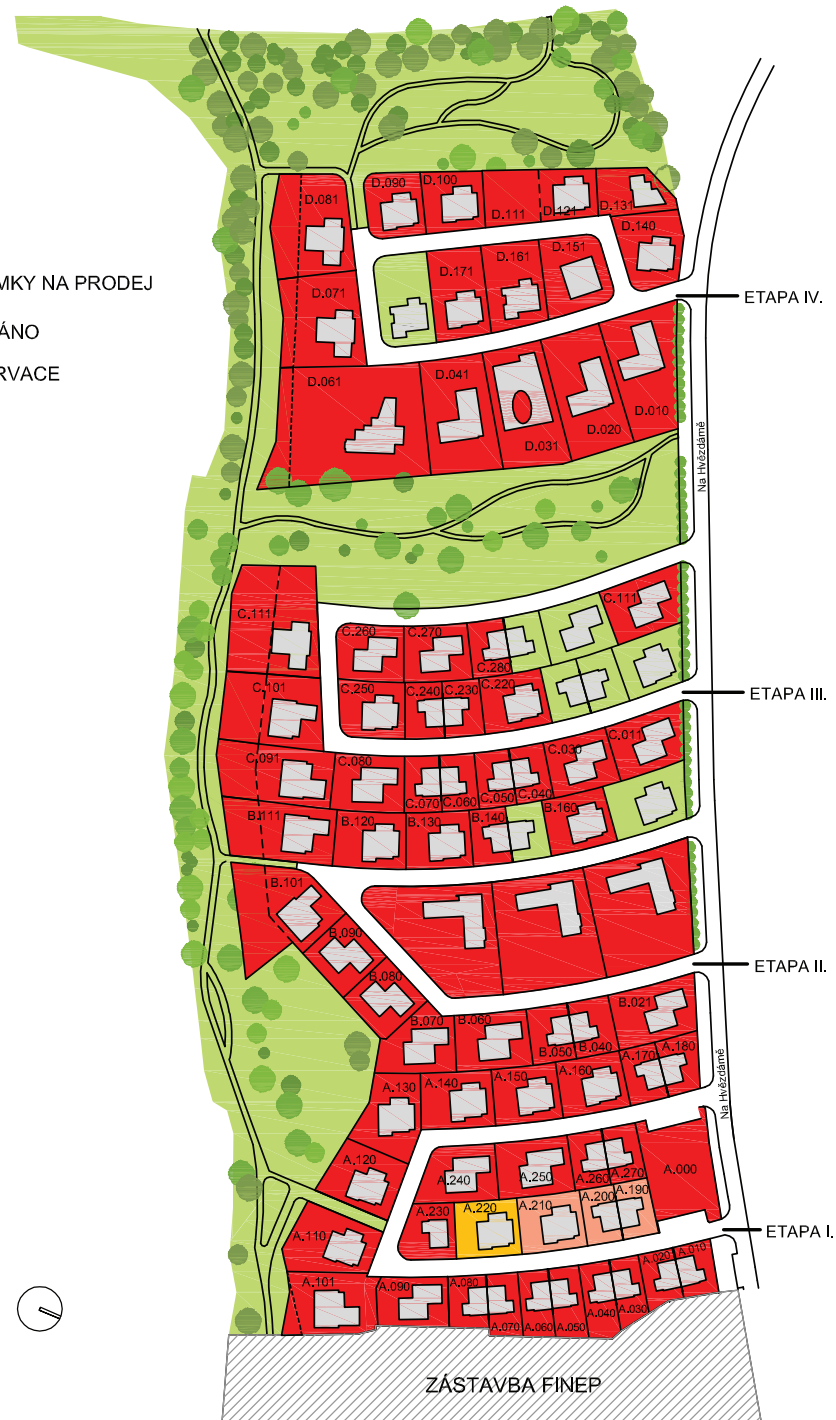 D.090
D.100
D.081
D.111
D.121
D.131
D.140
D.151
D.161
D.171
MKY NA PRODEJ
D.071
ETAPA IV.
ÁNO
RVACE
D.061
D.041
D.010
D.020
D.031
Na Hvězdárně
C.111
C.111
C.260
C.270
C.280
C.101
C.250
C.240
C.230
C.220
ETAPA III.
C.091
C.080
C.030
C.011
C.070
C.060
C.050
C.040
B.111
B.120
B.130
B.140
B.160
B.101
B.090
B.080
ETAPA II.
B.070
B.060
B.050
B.040
B.021
A.130
A.140
A.150
A.160
A.170
A.180
Na Hvězdárně
A.120
A.240
A.250
A.260
A.270
A.000
A.230
A.220
A.210
A.200
A.190
A.110
ETAPA I.
A.101
A.090
A.080
A.070
A.060
A.050
A.040
A.030
A.020
A.010
ZÁSTAVBA FINEP